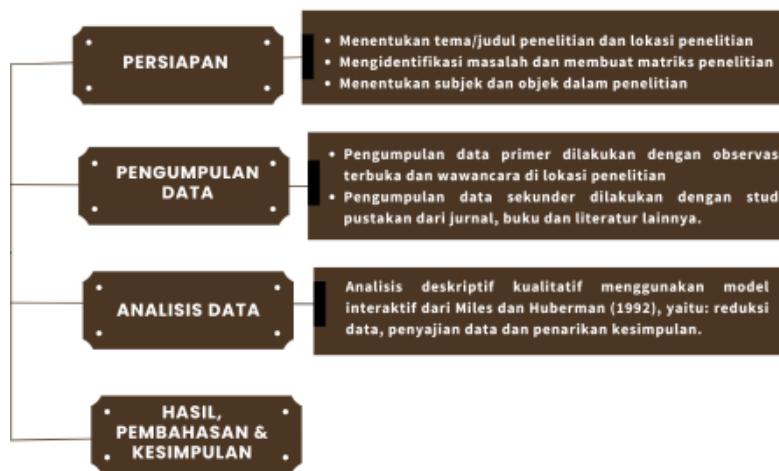 PERSIAPAN
• Menentukan tema/judul penelitian dan lokasi penelitian
• Mengidentifikasi masalah dan membuat matriks penelitian
• Menentukan subjek dan objek dalam penelitian
PENGUMPULAN
DATA
• Pengumpulan data primer dilakukan dengan observas
terbuka dan wawancara di lokasi penelitian
• Pengumpulan data sekunder dilakukan dengan stud
pustakan dari jurnal, buku dan literatur lainnya.
ANALISIS DATA
Analisis deskriptif kualitatif menggunakan model
interaktif dari Miles dan Huberman (1992), yaitu: reduksi
data, penyajian data dan penarikan kesimpulan.
HASIL,
PEMBAHASAN &
KESIMPULAN